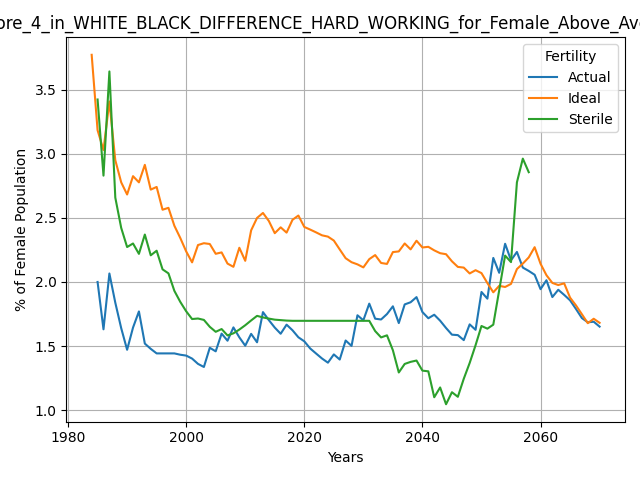 ore_4_in_WHITE_BLACK_DIFFERENCE_HARD_WORKING_for_Female_Above_Av
Fertility
Actual
Ideal
Sterile
% of Female Population
3.5
3.0
2.5
2.0
1.5
1.0
1980
2000
2020
2040
2060
Years